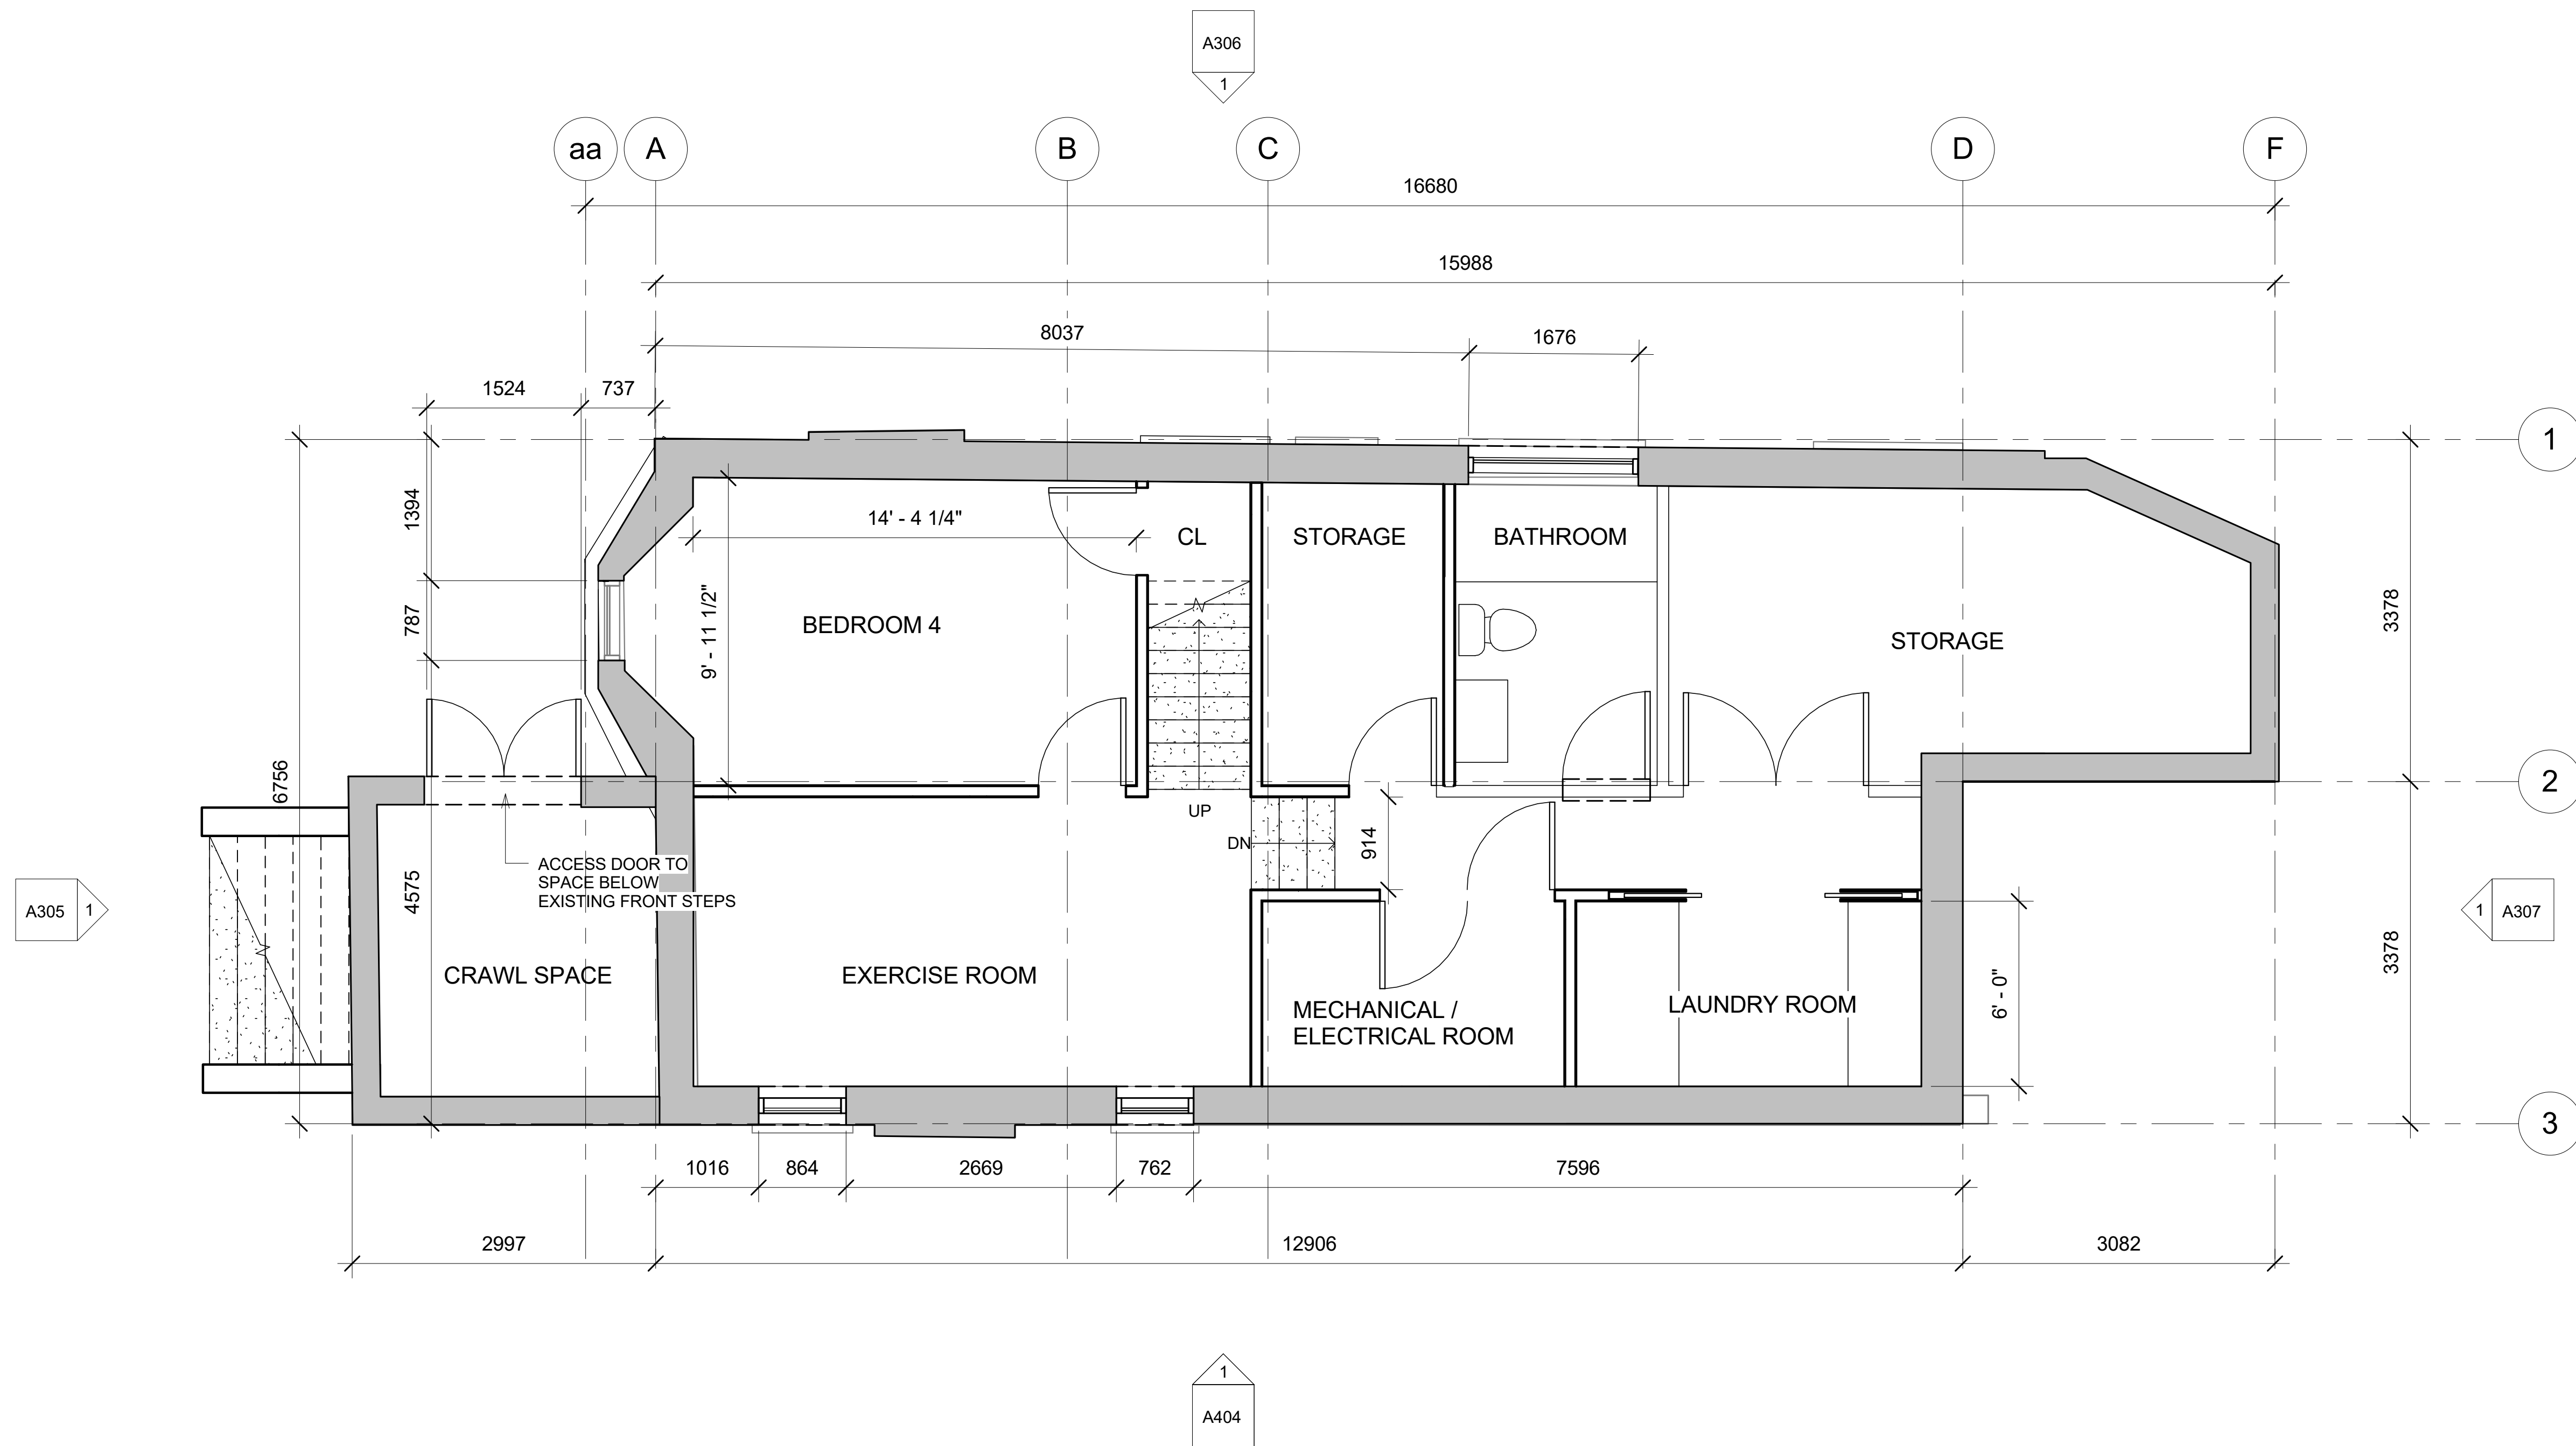 A306
1
aa
A
B
C
D
F
16680
15988
8037
1676
1524
737
1
1394
14' - 4 1/4"
CL
STORAGE
BATHROOM
787
9' - 11 1/2"
BEDROOM 4
3378
STORAGE
6756
2
UP
DN
914
ACCESS DOOR TO
SPACE BELOW
EXISTING FRONT STEPS
4575
A305
1
1
A307
CRAWL SPACE
EXERCISE ROOM
3378
MECHANICAL /
ELECTRICAL ROOM
LAUNDRY ROOM
6' - 0"
3
1016
864
2669
762
7596
2997
12906
3082
1
A404